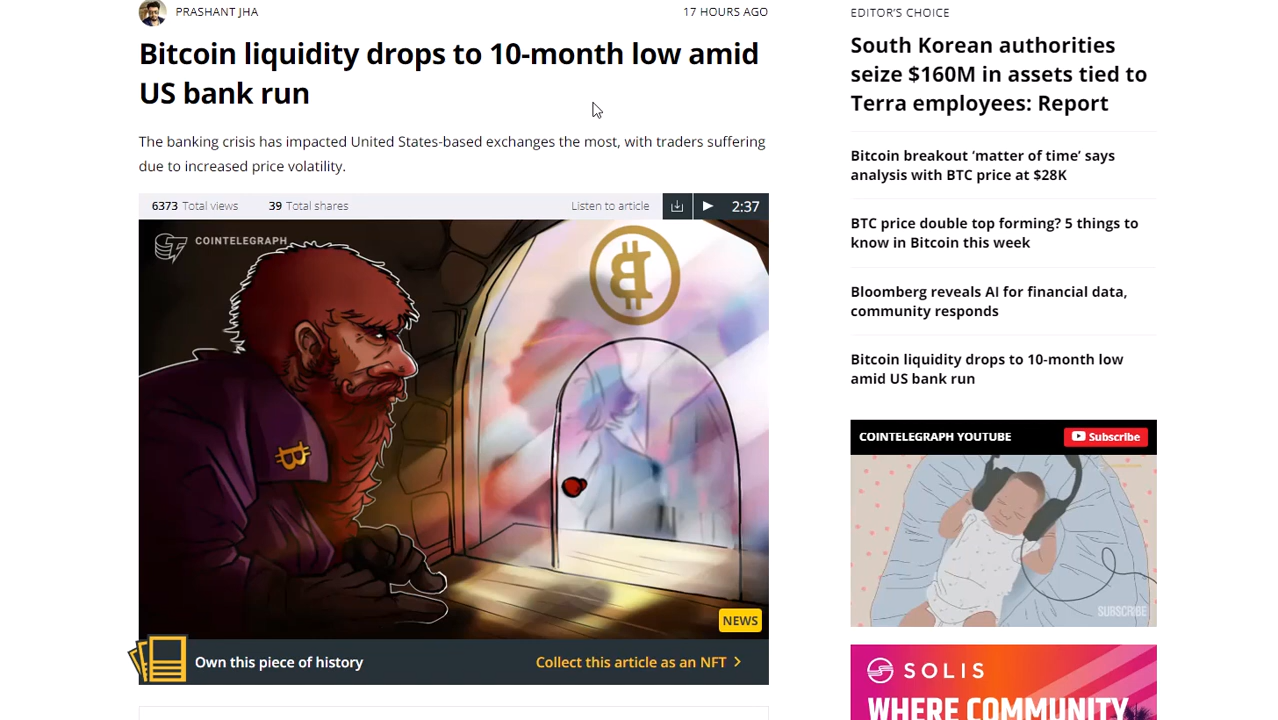 PRASHANT JHA
17 HOURS AGO
Bitcoin liquidity drops to 10-month low amid
US bank run
The banking crisis has impacted United States-based exchanges the most, with traders suffering
due to increased price volatility.
6373 Total views 39 Total shares Listen to article 2:37
COINTELEGRAPH
NEWS
Own this piece of history
Collect this article as an NFT
EDITOR'S CHOICE
South Korean authorities
seize $160M in assets tied to
Terra employees: Report
Bitcoin breakout ‘matter of time’ says
analysis with BTC price at $28K
BTC price double top forming? 5 things to
know in Bitcoin this week
Bloomberg reveals AI for financial data,
community responds
Bitcoin liquidity drops to 10-month low
amid US bank run
COINTELEGRAPH YOUTUBE
Subscribe
SUBSCRIBE
SOLIS
WHERE COMMUNITY